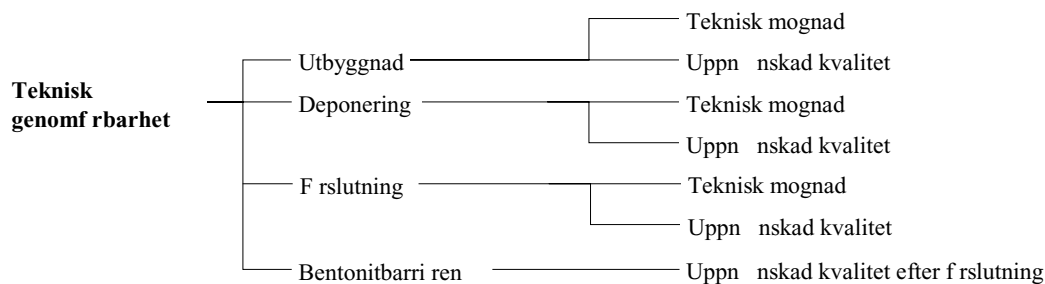 Teknisk mognad
Utbyggnad
Uppn nskad kvalitet
Teknisk
genomf rbarhet
Deponering
Teknisk mognad
Uppn nskad kvalitet
F rslutning
Teknisk mognad
Uppn nskad kvalitet
Bentonitbarri ren
Uppn nskad kvalitet efter f rslutning